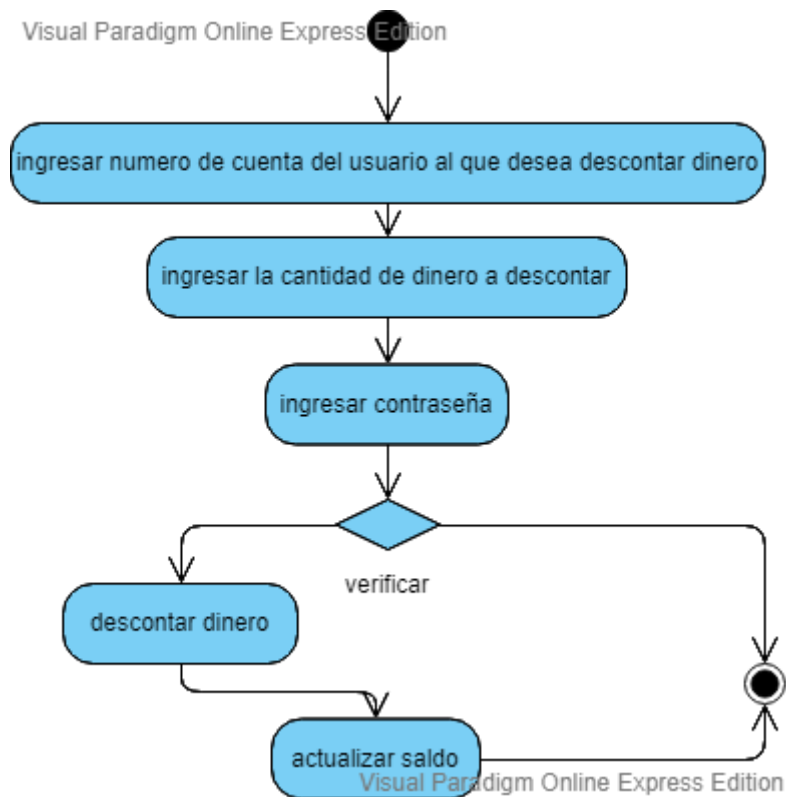 Visual Paradigm Online Express Edition
ingresar numero de cuenta del usuario al que desea descontar dinero
ingresar la cantidad de dinero a descontar
ingresar contraseña
verificar
descontar dinero
actualizar saldo
Visual Paradigm Online Express Edition